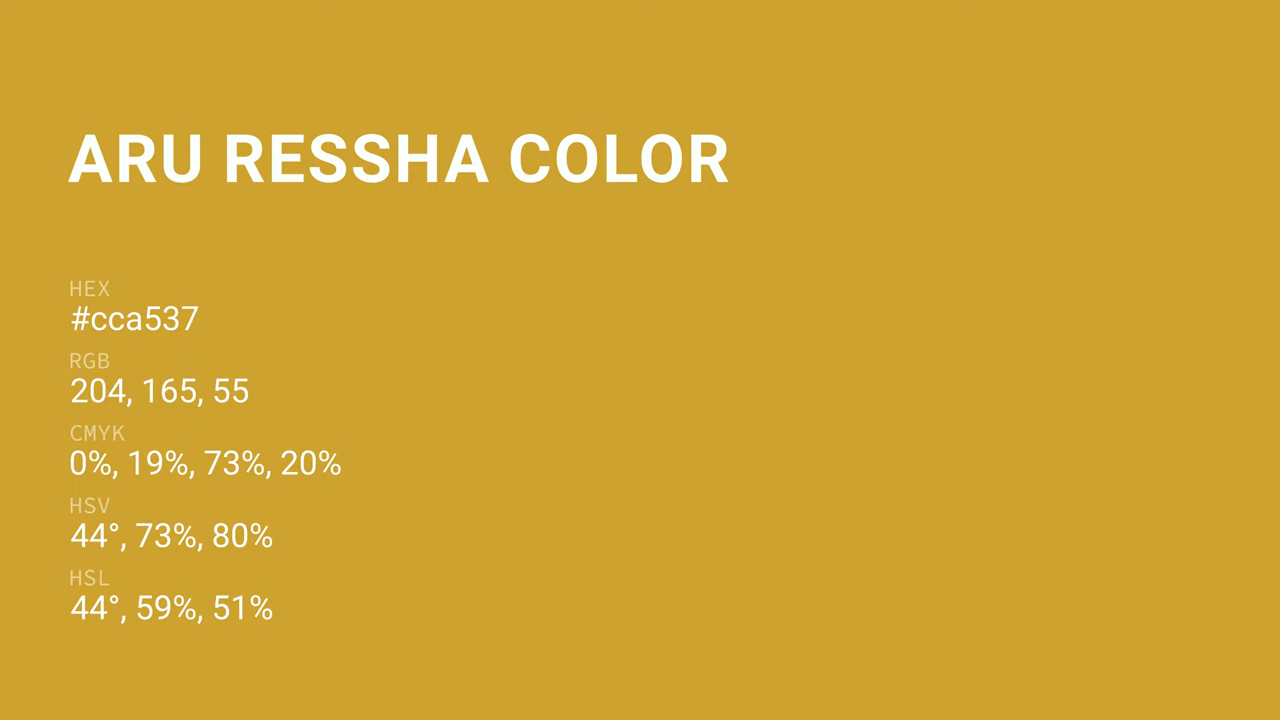 ARU RESSHA COLOR
HEX
#cca537
RGB
204, 165, 55
CMYK
0%, 19%, 73%, 20%
HSV
44°, 73%, 80%
HSL
44°, 59%, 51%